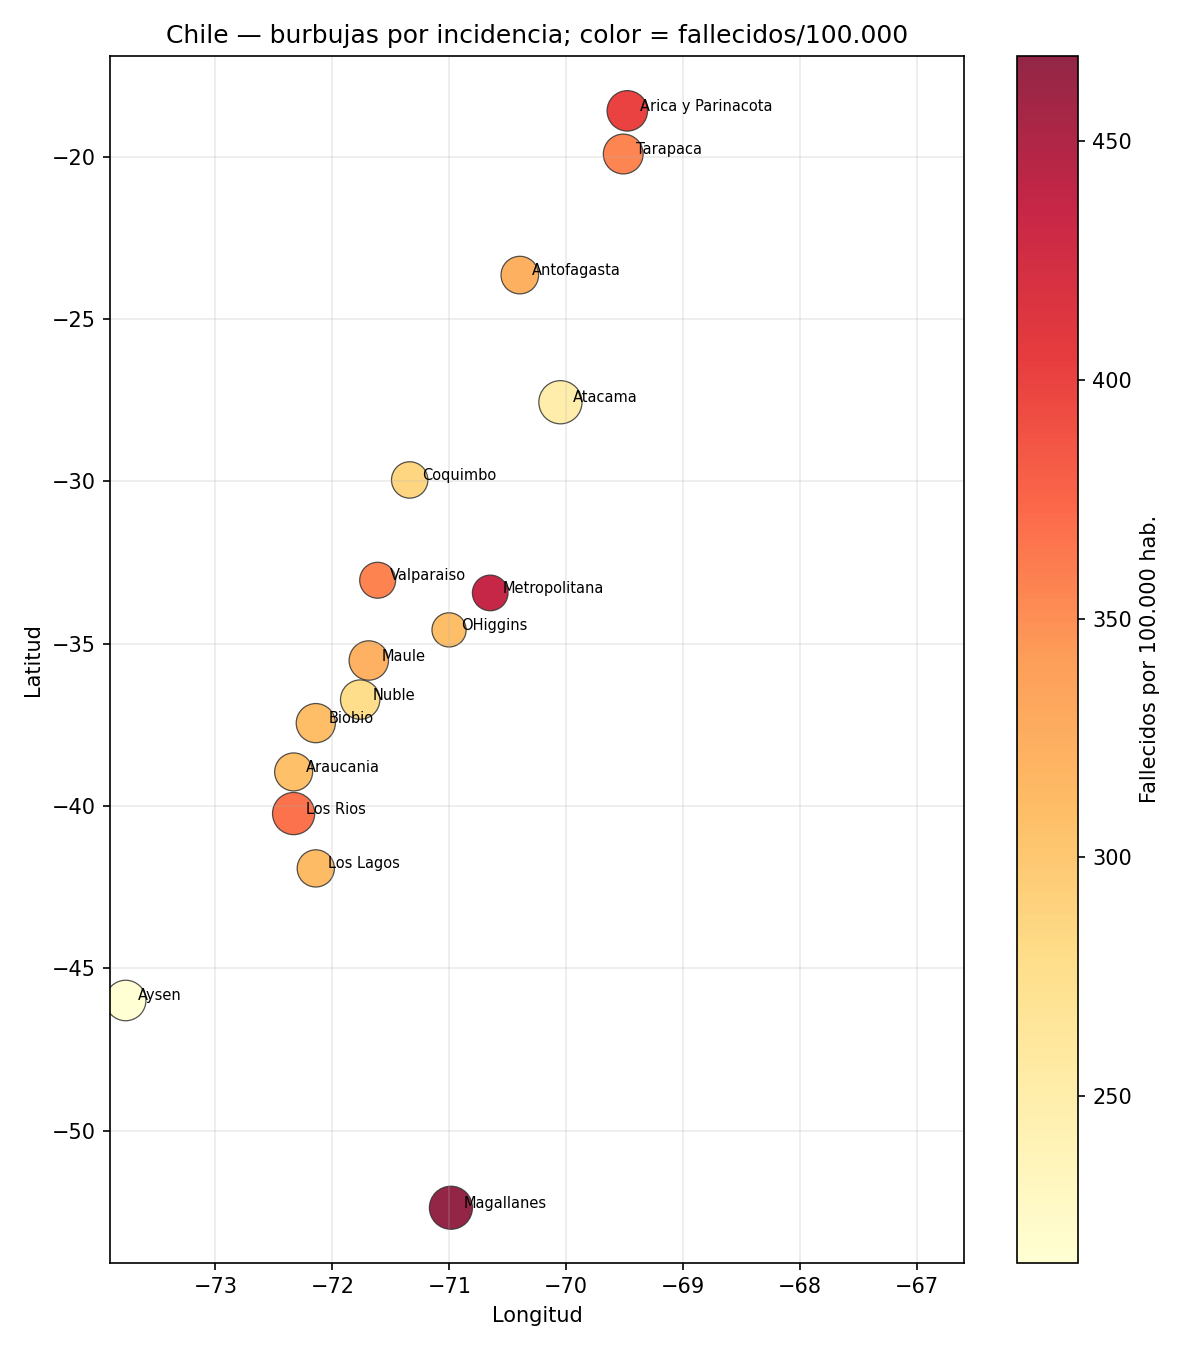 Chile — burbujas por incidencia; color = fallecidos/100.000
Arica y Parinacota
Tarapaca
Antofagasta
Atacama
Coquimbo
Valparaiso
Metropolitana
OHiggins
Maule
Nuble
Biobio
Araucania
Los Rios
Los Lagos
Aysen
Magallanes
−20
−25
−30
−35
−40
−45
−50
Latitud
−73
−72
−71
−70
−69
−68
−67
Longitud
450
400
350
300
250
Fallecidos por 100.000 hab.